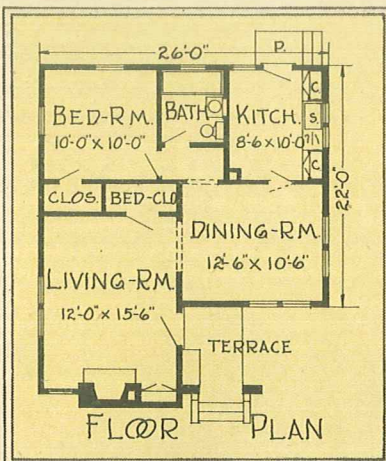 26'-0"
P.
BED-RM.
10'-0" x 10'-0"
BATH
KITCH.
8'-6 x 10'-0"
C.
S.
C.
22'-0"
CLOS.
BED-CLO
DINING-RM.
12'-6" x 10'-6"
LIVING-RM.
12'-0" x 15'-6"
TERRACE
FLOOR PLAN